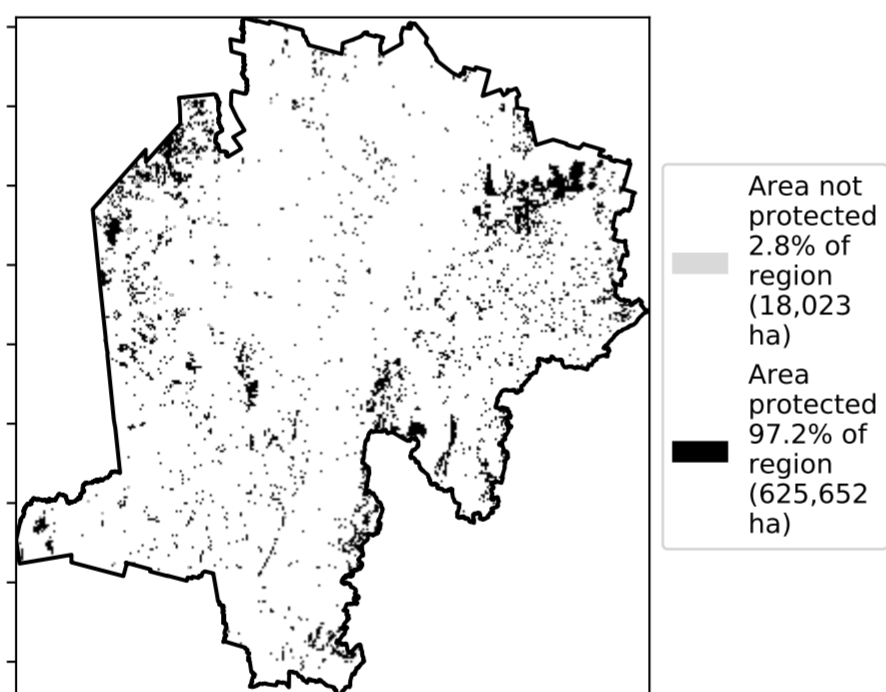 Area not
protected
2.8% of
region
(18,023
ha)
Area
protected
97.2% of
region
(625,652
ha)